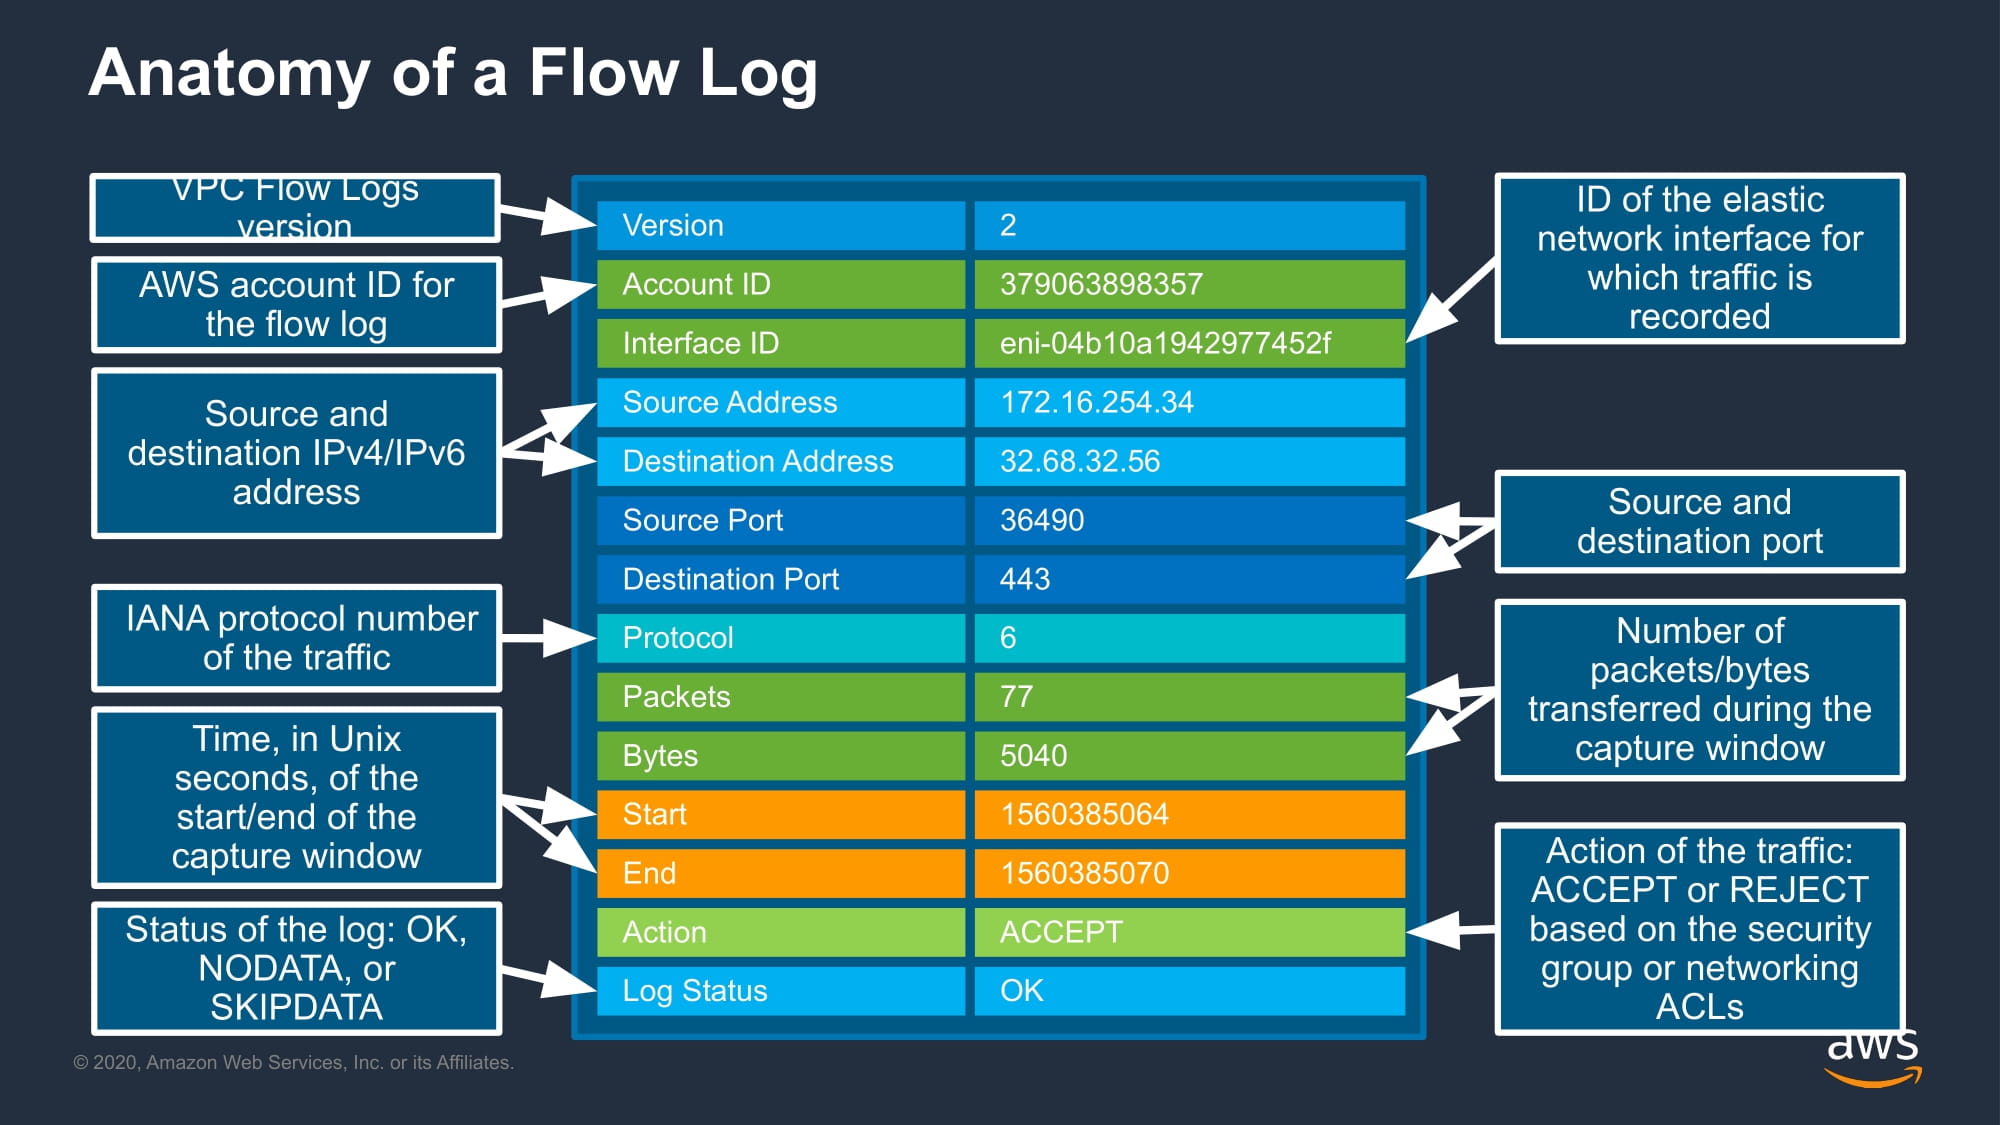 Anatomy of a Flow Log
VPC Flow Logs
version
AWS account ID for
the flow log
Source and
destination IPv4/IPv6
address
IANA protocol number
of the traffic
Time, in Unix
seconds, of the
start/end of the
capture window
Status of the log: OK,
NODATA, or
SKIPDATA
Version 2
Account ID 379063898357
Interface ID eni-04b10a1942977452f
Source Address 172.16.254.34
Destination Address 32.68.32.56
Source Port 36490
Destination Port 443
Protocol 6
Packets 77
Bytes 5040
Start 1560385064
End 1560385070
Action ACCEPT
Log Status OK
ID of the elastic
network interface for
which traffic is
recorded
Source and
destination port
Number of
packets/bytes
transferred during the
capture window
Action of the traffic:
ACCEPT or REJECT
based on the security
group or networking
ACLs
© 2020, Amazon Web Services, Inc. or its Affiliates.
aws